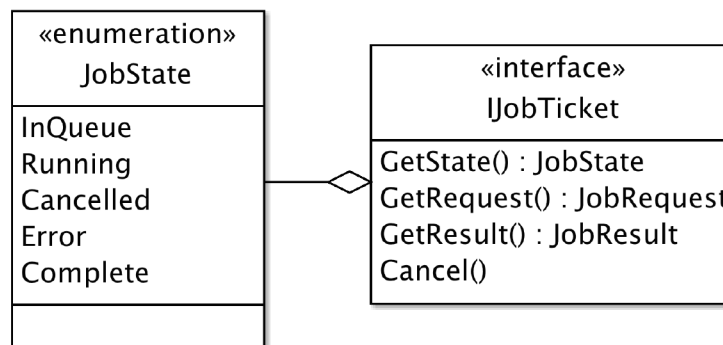 «enumeration»
JobState
InQueue
Running
Cancelled
Error
Complete
«interface»
IJobTicket
GetState() : JobState
GetRequest() : JobRequest
GetResult() : JobResult
Cancel()